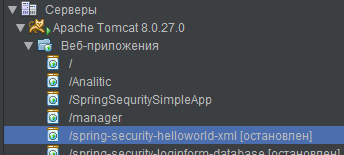 Серверы
Apache Tomcat 8.0.27.0
Веб-приложения
/
/Analitic
/SpringSequritySimpleApp
/manager
/spring-security-helloworld-xml [остановлен]
/spring-security-loginform-database [остановлен]